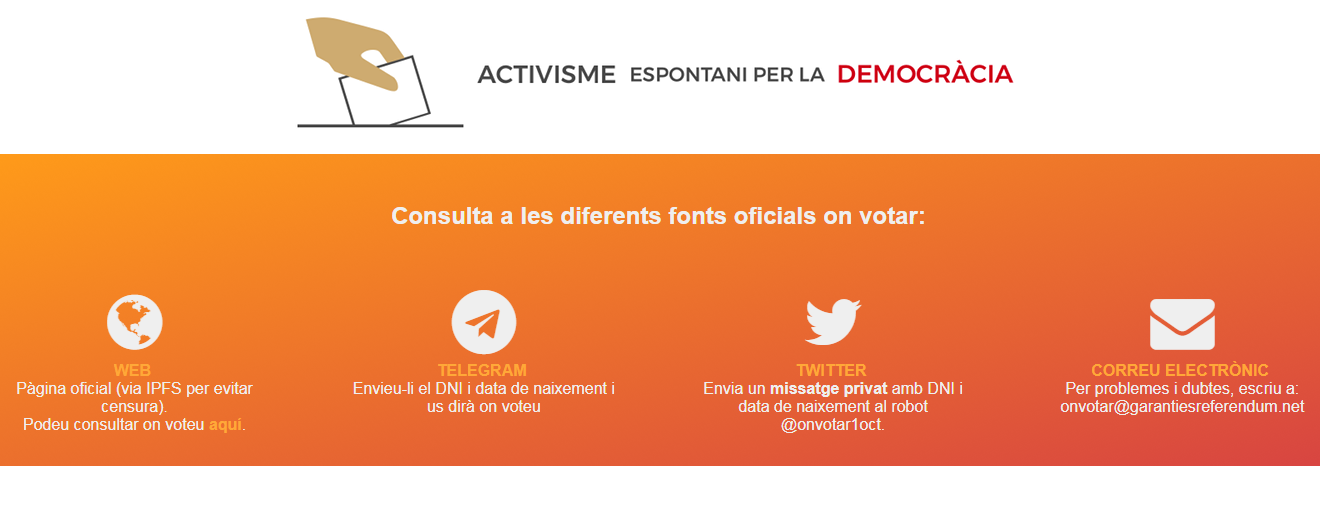 ACTIVISME ESPONTANI PER LA DEMOCRÀCIA
Consulta a les diferents fonts oficials on votar:
WEB
Pàgina oficial (via IPFS per evitar
censura).
Podeu consultar on voteu aquí.
TELEGRAM
Envieu-li el DNI i data de naixement i
us dirà on voteu
TWITTER
Envia un missatge privat amb DNI i
data de naixement al robot
@onvotar1oct.
CORREU ELECTRÒNIC
Per problemes i dubtes, escriu a:
onvotar@garantiesreferendum.net